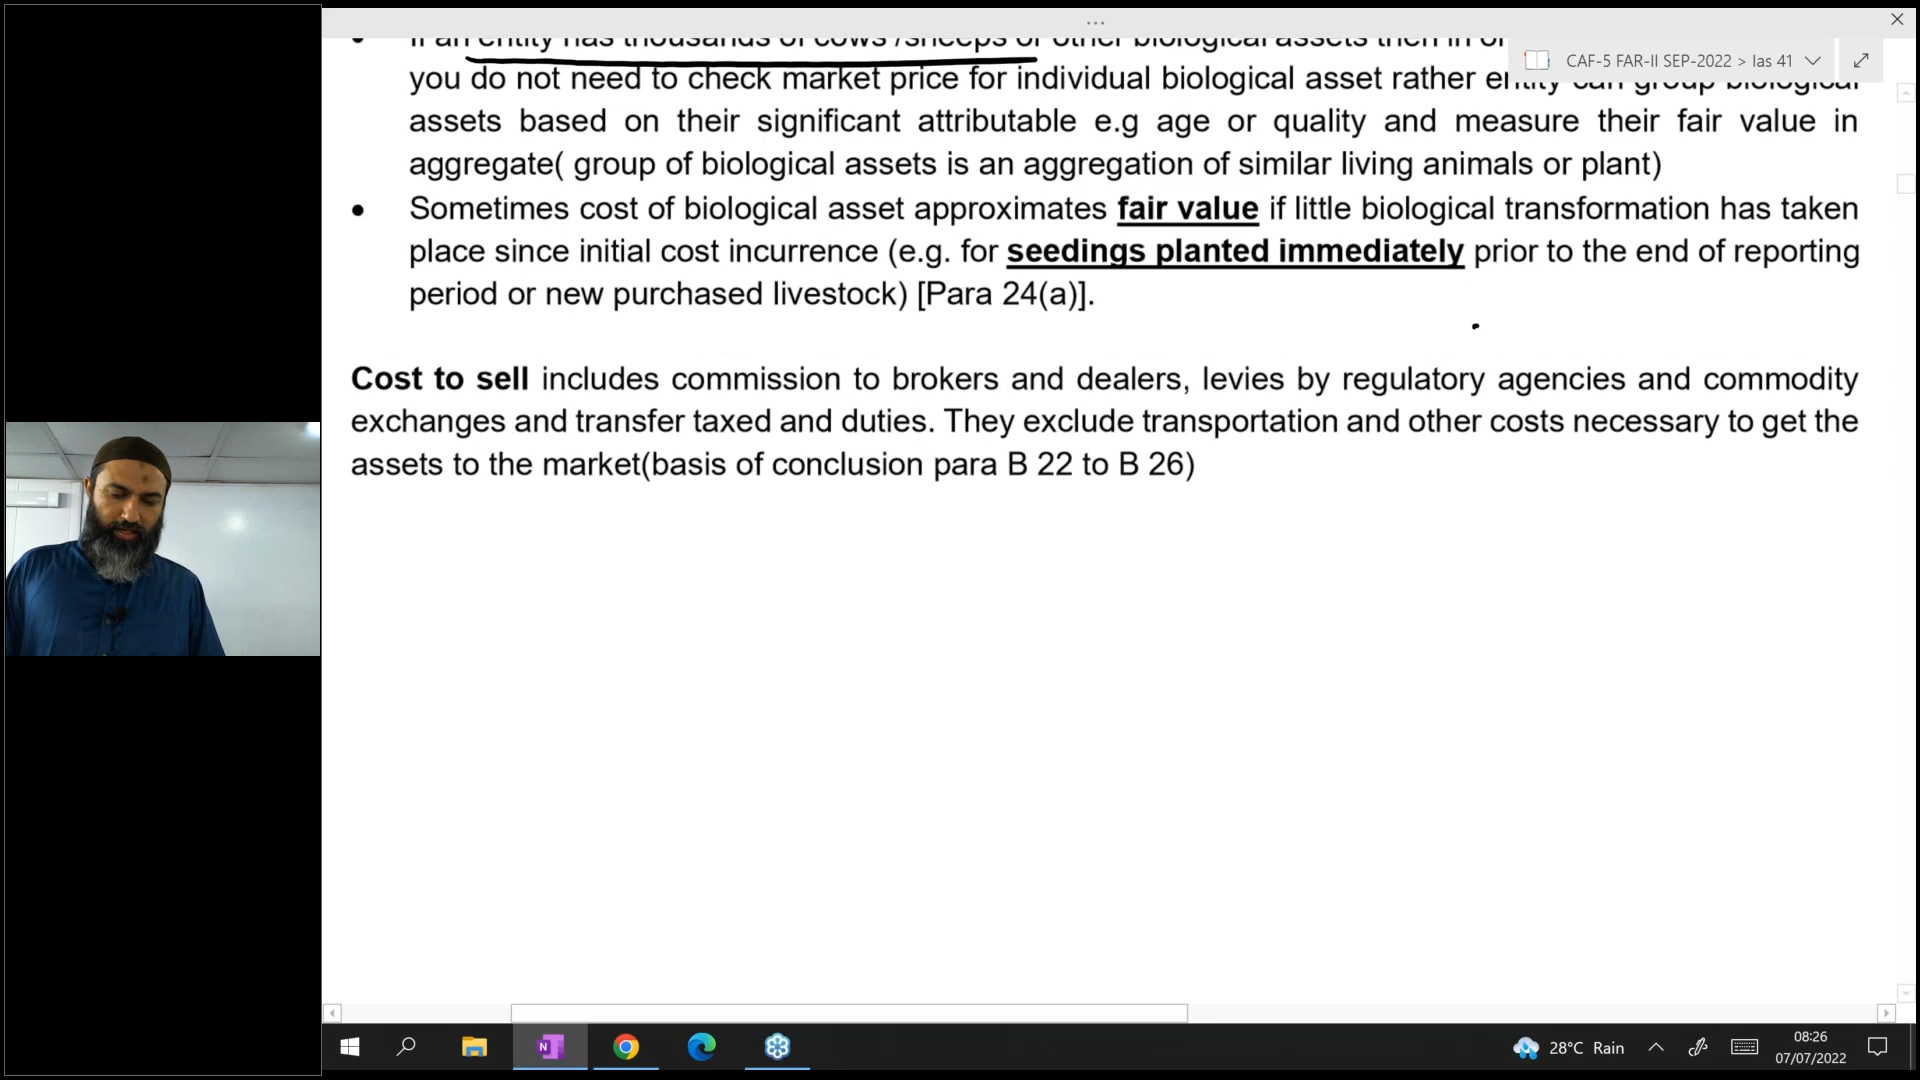 CAF-5 FAR-II SEP-2022 > Ias 41
If an entity has thousands of cows /sheeps or other biological assets then in
you do not need to check market price for individual biological asset rather entity can group biological
assets based on their significant attributable e.g age or quality and measure their fair value in
aggregate( group of biological assets is an aggregation of similar living animals or plant)
• Sometimes cost of biological asset approximates fair value if little biological transformation has taken
place since initial cost incurrence (e.g. for seedings planted immediately prior to the end of reporting
period or new purchased livestock) [Para 24(a)].
Cost to sell includes commission to brokers and dealers, levies by regulatory agencies and commodity
exchanges and transfer taxed and duties. They exclude transportation and other costs necessary to get the
assets to the market(basis of conclusion para B 22 to B 26)
28°C Rain
08:26
07/07/2022